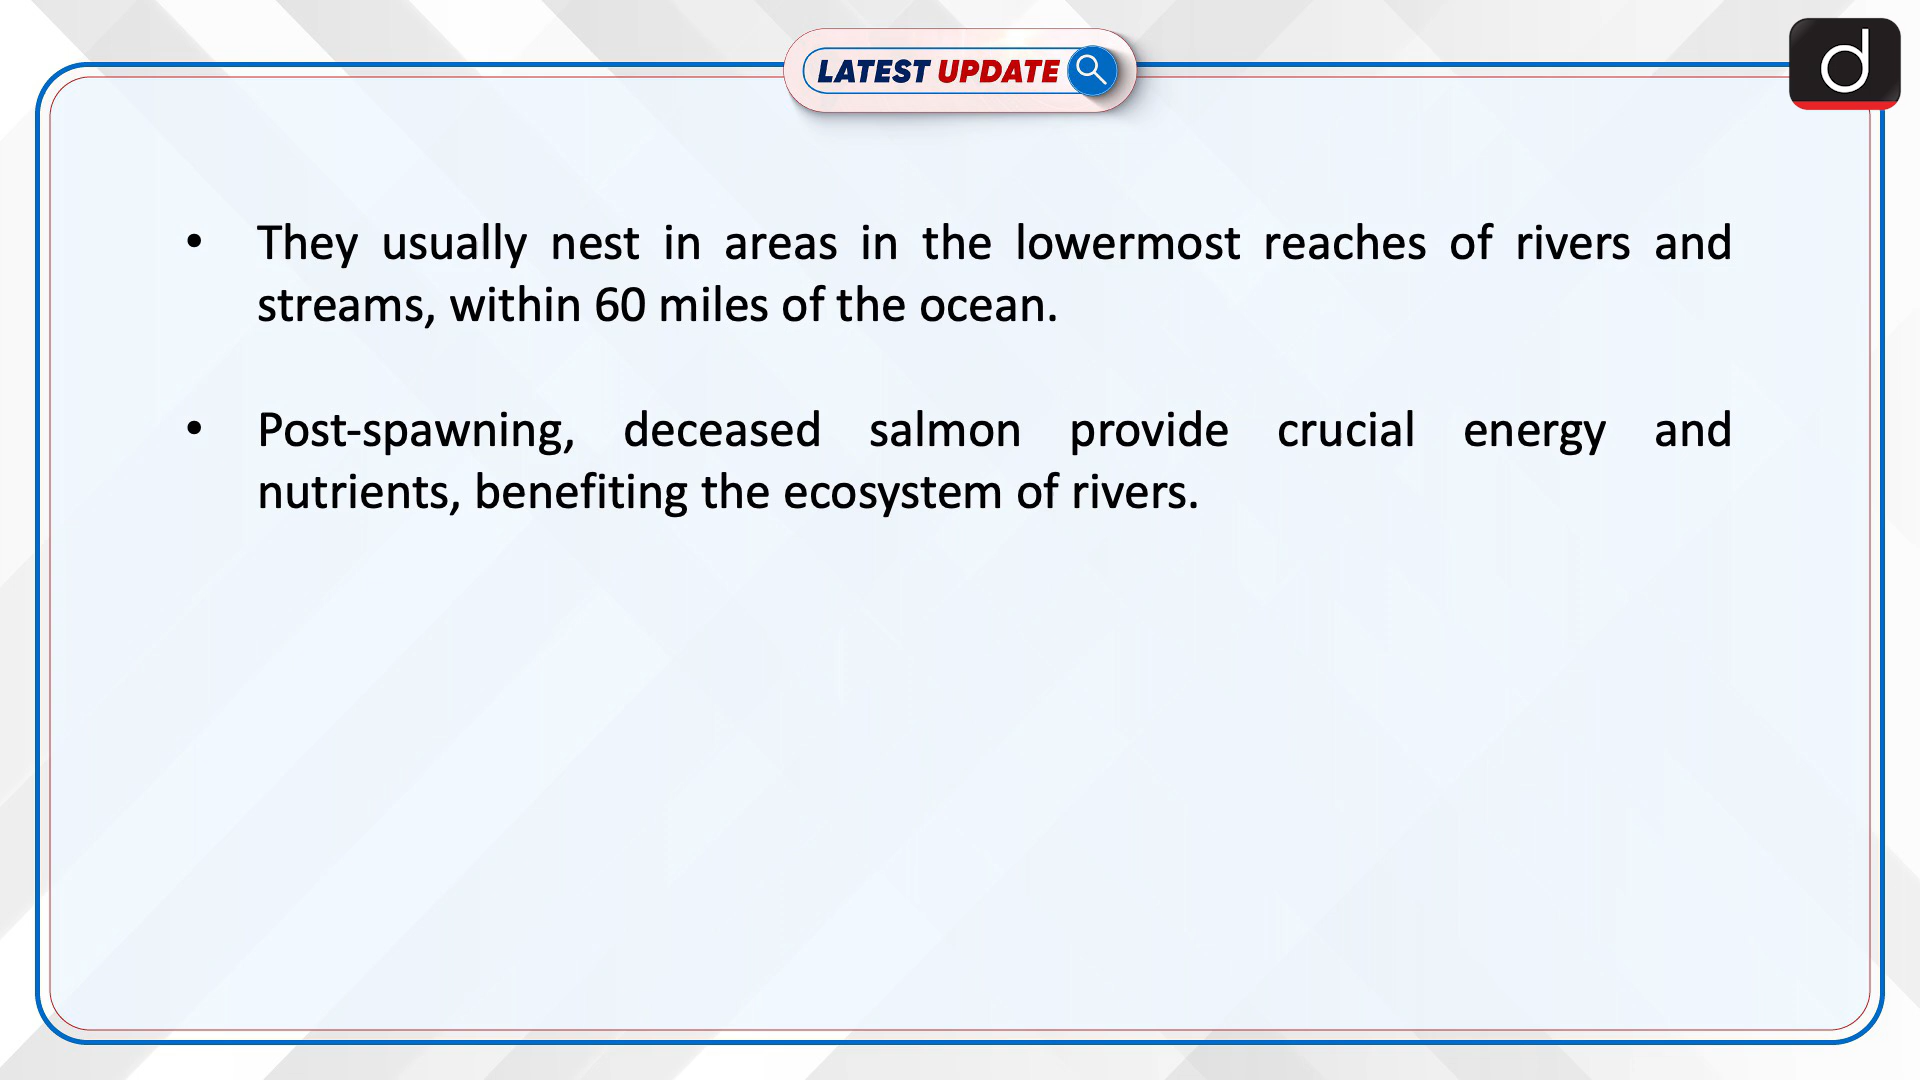 LATEST UPDATE
d
• They usually nest in areas in the lowermost reaches of rivers and
streams, within 60 miles of the ocean.
• Post-spawning, deceased salmon provide crucial energy and
nutrients, benefiting the ecosystem of rivers.